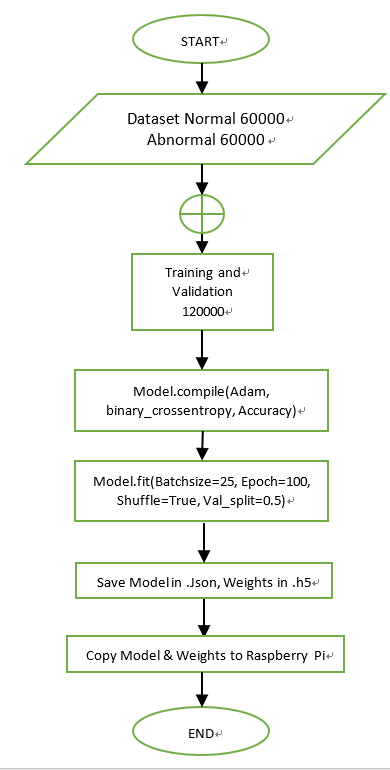 START
Dataset Normal 60000
Abnormal 60000
Training and
Validation
120000
Model.compile(Adam,
binary_crossentropy, Accuracy)
Model.fit(Batchsize=25, Epoch=100,
Shuffle=True, Val_split=0.5)
Save Model in .Json, Weights in .h5
Copy Model & Weights to Raspberry Pi
END